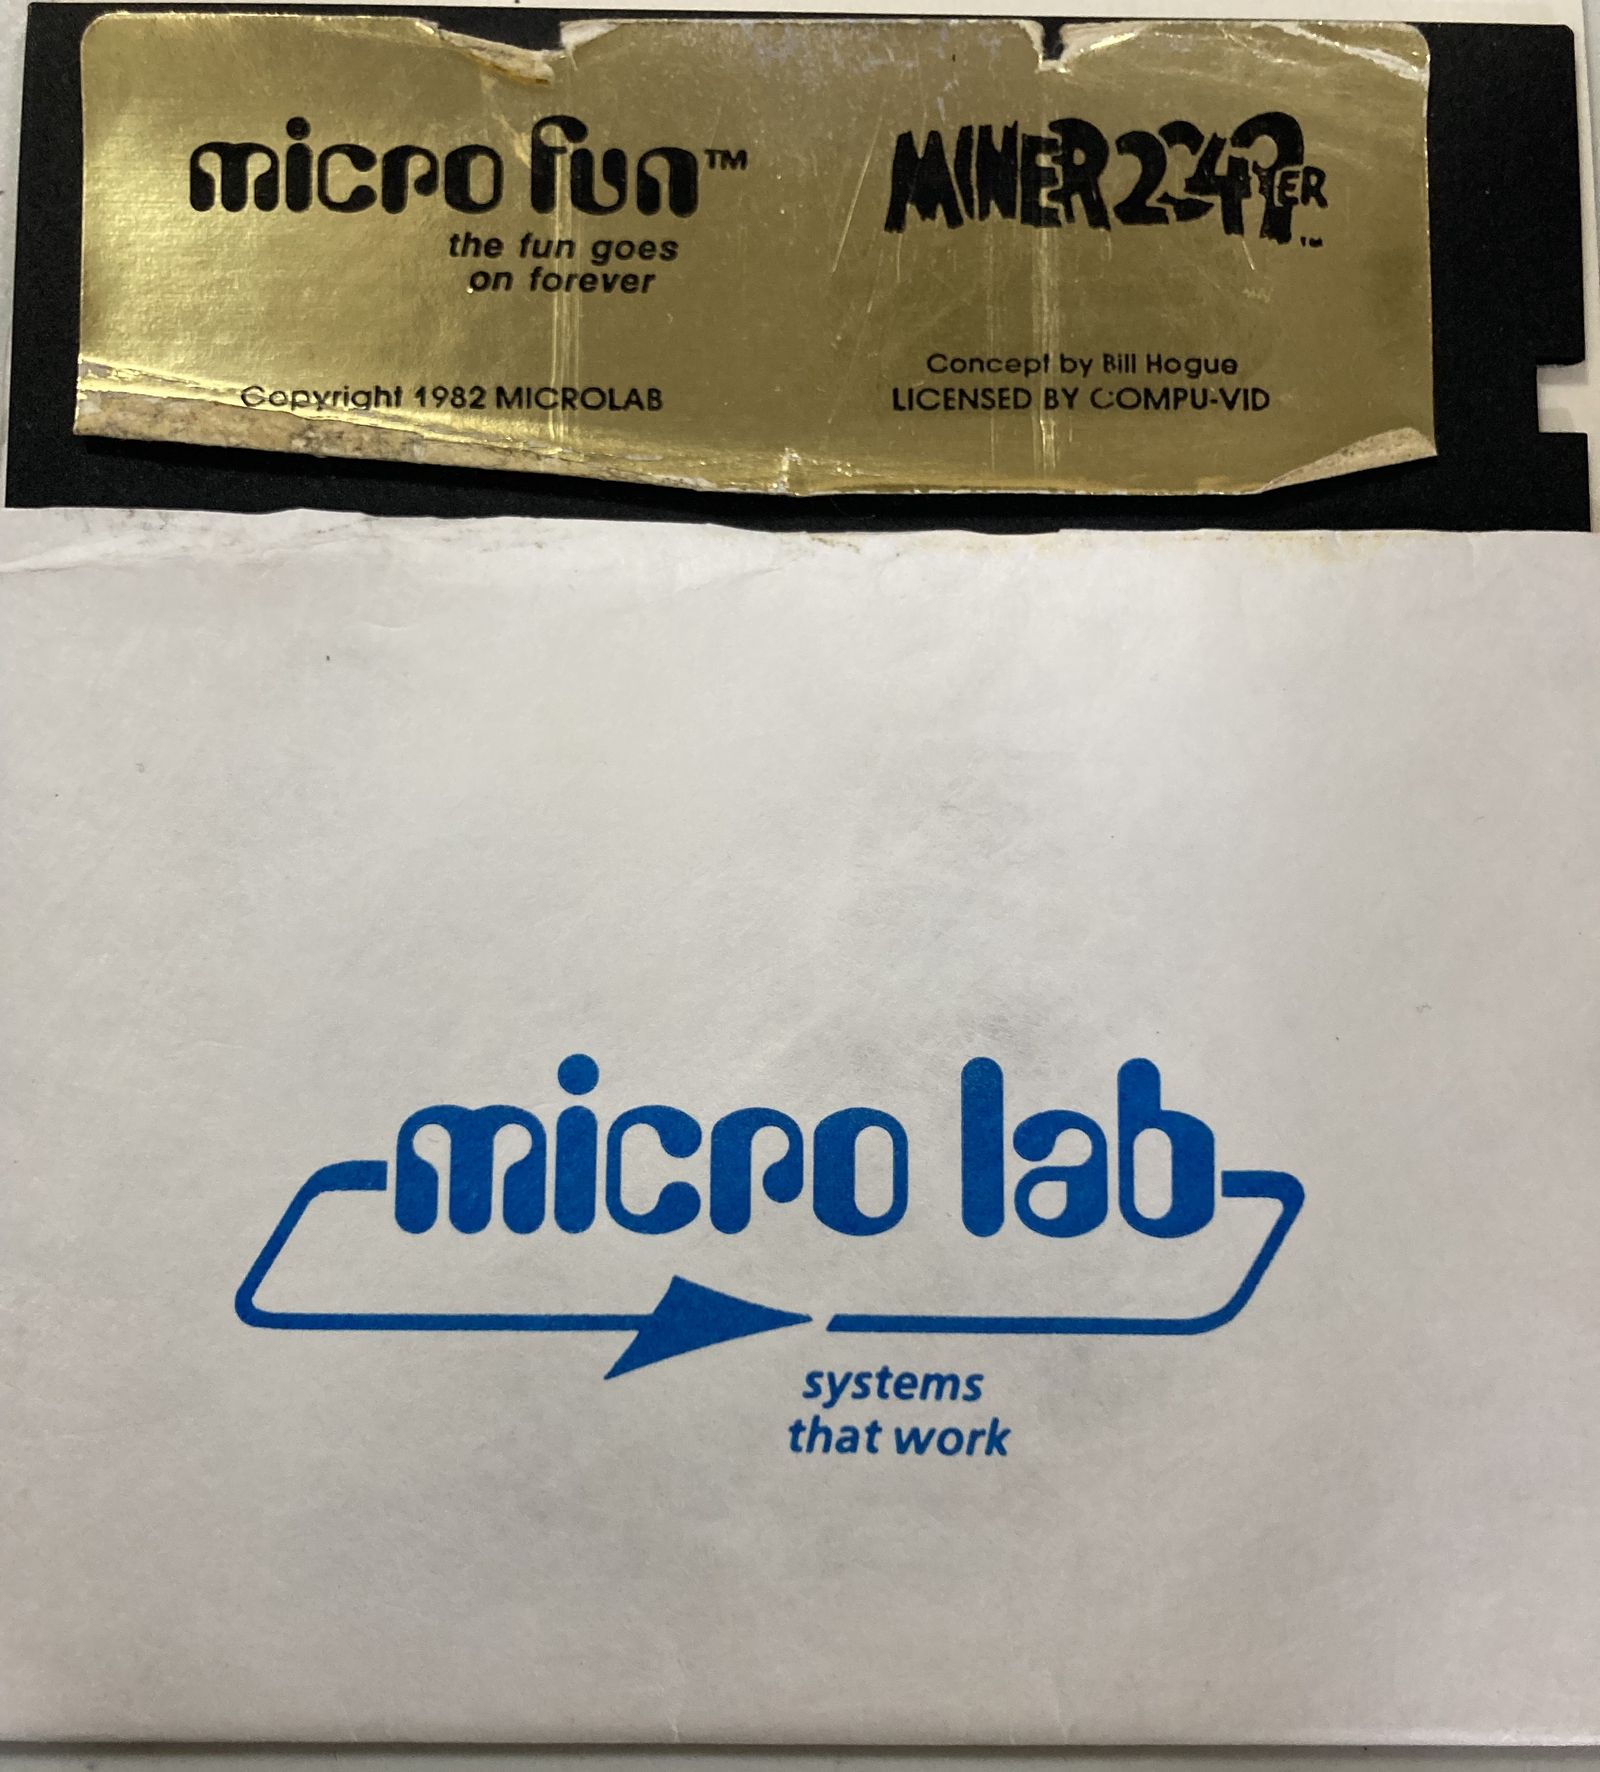 micro fun™
the fun goes
on forever
Copyright 1982 MICROLAB
MINER 2049ER™
Concept by Bill Hogue
LICENSED BY COMPU-VID
micro lab
systems
that work